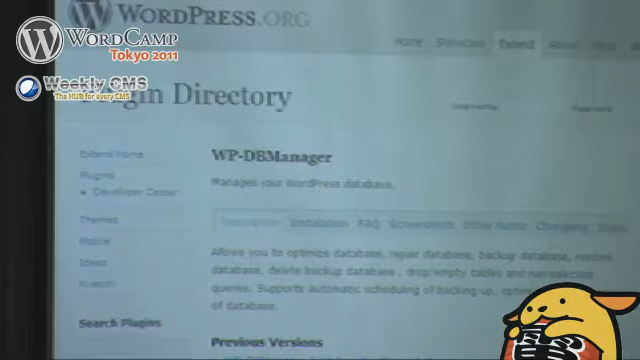 WORDPRESS.ORG
WORDCAMP
Tokyo 2011
Home Showcase Extend
Weekly CMS
The HUB for every CMS
Plugin Directory
Username Password
Extend Home
WP-DBManager
Manages your WordPress database.
Plugins
Developer Center
Themes
Mobile
Ideas
Kvetch!
Description Installation FAQ Screenshots Other Notes Changelog Stats
Allows you to optimize database, repair database, backup database, restore
database, delete backup database , drop/empty tables and run selected
queries. Supports automatic scheduling of backing up, optim
of database.
Search Plugins
Previous Versions